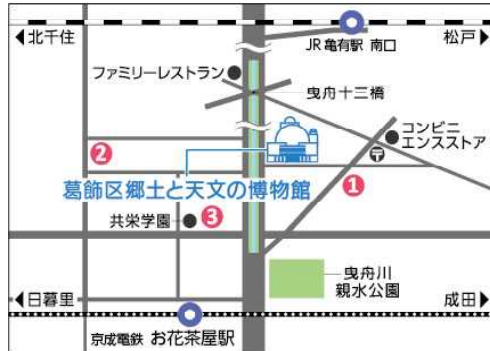 北千住
JR亀有駅 南口
松戸
ファミリーレストラン
曳舟十三橋
コンビニ
エンスストア
〒
2
葛飾区郷土と天文の博物館
1
共栄学園
3
曳舟川
親水公園
日暮里
成田
京成電鉄 お花茶屋駅